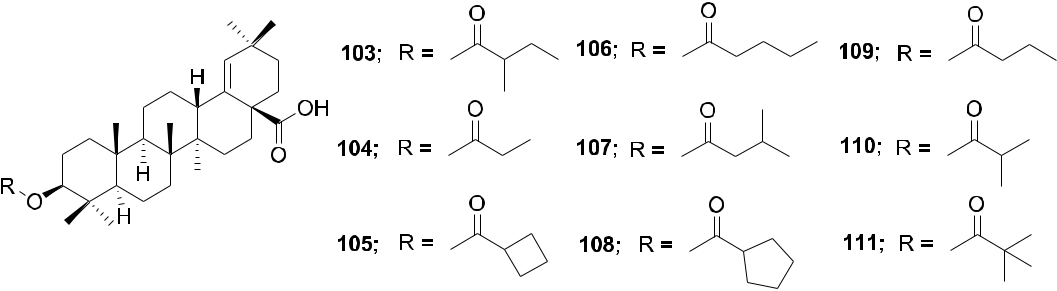 H
OH
O
H
R
O
H
103; R = O
106; R = O
109; R = O
104; R = O
107; R = O
110; R = O
105; R = O
108; R = O
111; R = O